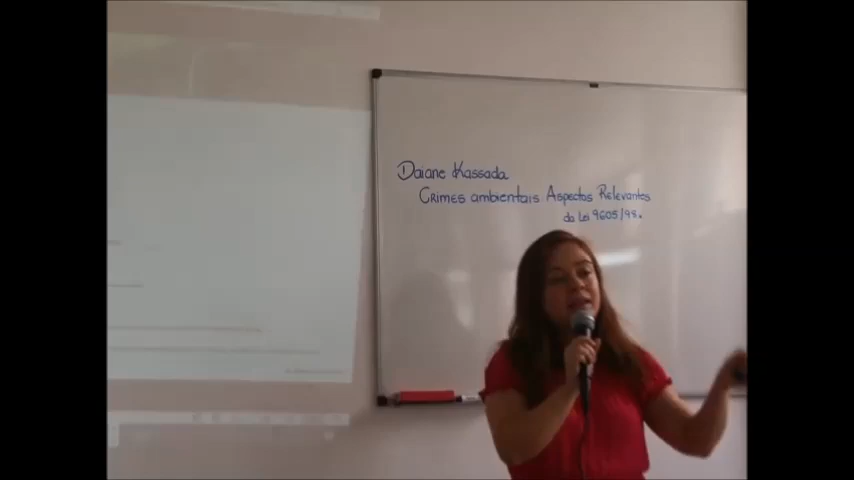 Daiane Kassada
Crimes ambientais Aspectos Relevantes
da Lei 9605/98.